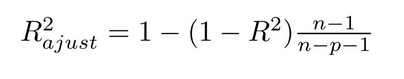 $R^2_{ajust} = 1 - (1 - R^2)\frac{n-1}{n-p-1}$